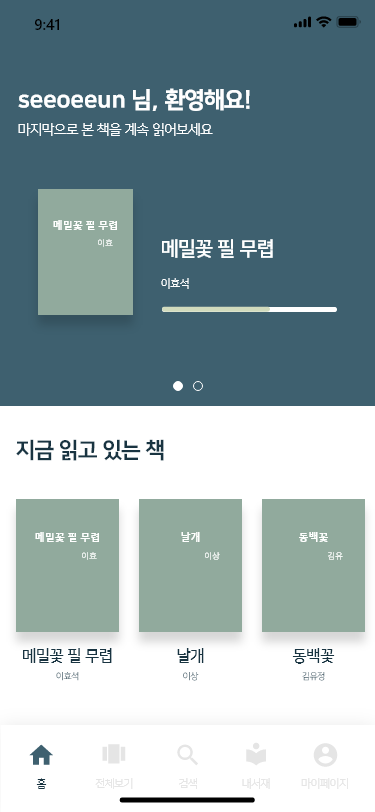 9:41
seeoeeun 님, 환영해요!
마지막으로 본 책을 계속 읽어보세요
메밀꽃 필 무렵
이효
메밀꽃 필 무렵
이효석
지금 읽고 있는 책
메밀꽃 필 무렵
이효
날개
이상
동백꽃
김유
메밀꽃 필 무렵
이효석
날개
이상
동백꽃
김유정
홈
전체보기
검색
내서재
마이페이지